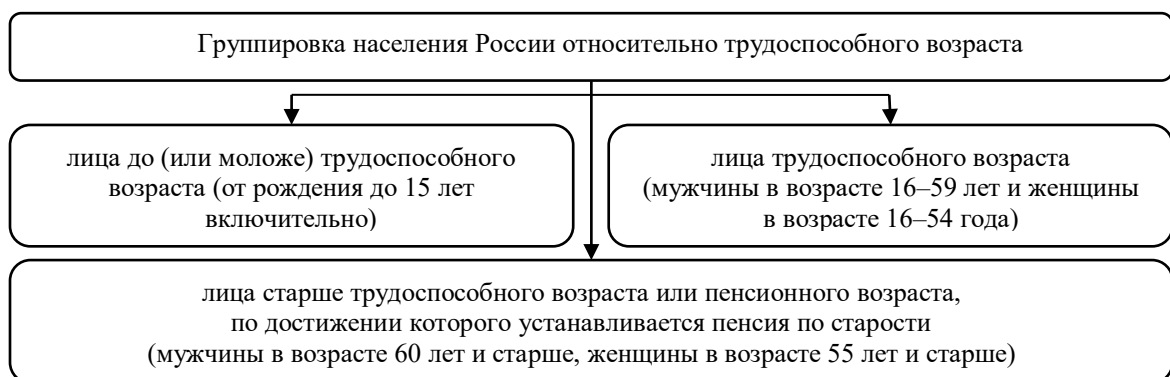 Группировка населения России относительно трудоспособного возраста
лица до (или моложе) трудоспособного
возраста (от рождения до 15 лет
включительно)
лица трудоспособного возраста
(мужчины в возрасте 16–59 лет и женщины
в возрасте 16–54 года)
лица старше трудоспособного возраста или пенсионного возраста,
по достижении которого устанавливается пенсия по старости
(мужчины в возрасте 60 лет и старше, женщины в возрасте 55 лет и старше)